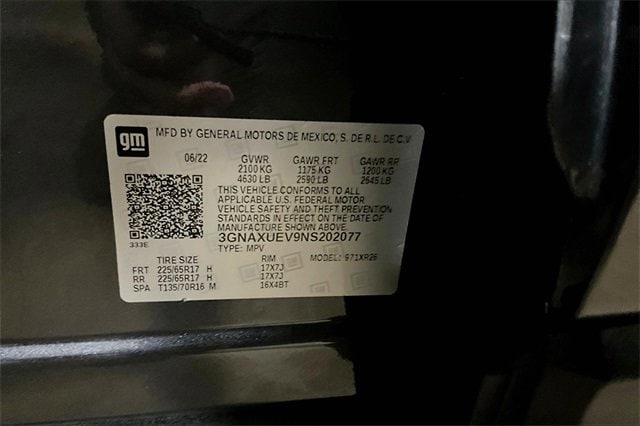 gm
MFD BY GENERAL MOTORS DE MEXICO, S. DE R.L. DE C.V
06/22 GVWR GAWR FRT GAWR RR
2100 KG 1175 KG 1200 KG
4630 LB 2590 LB 2645 LB
THIS VEHICLE CONFORMS TO ALL
APPLICABLE U.S. FEDERAL MOTOR
VEHICLE SAFETY AND THEFT PREVENTION
STANDARDS IN EFFECT ON THE DATE OF
MANUFACTURE SHOWN ABOVE.
333E 3GNAXUEV9NS202077
TYPE: MPV
TIRE SIZE RIM MODEL: 971XR26
FRT 225/65R17 H 17X7J
RR 225/65R17 H 17X7J
SPA T135/70R16 M 16X4BT